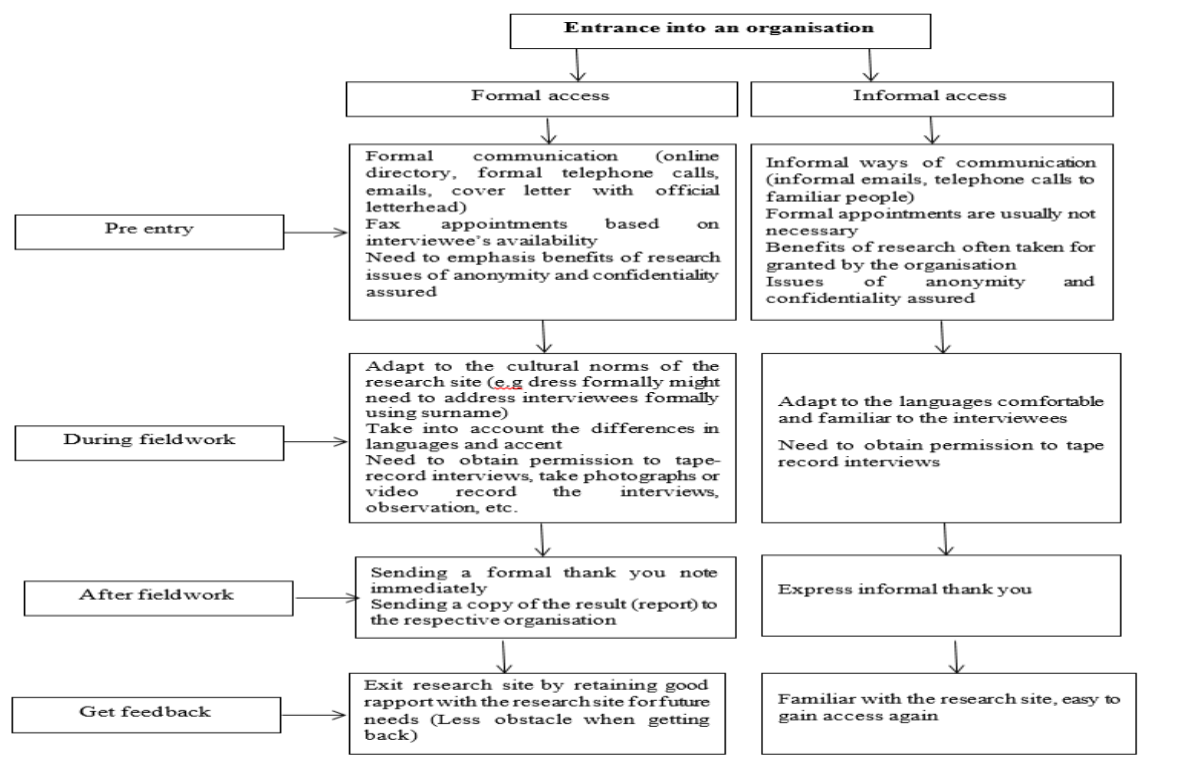 Entrance into an organisation
Formal access
Informal access
Pre entry
Formal communication (online
directory, formal telephone calls,
emails, cover letter with official
letterhead)
Fax appointments based on
interviewee's availability
Need to emphasis benefits of research
issues of anonymity and confidentiality
assured
Informal ways of communication
(informal emails, telephone calls to
familiar people)
Formal appointments are usually not
necessary
Benefits of research often taken for
granted by the organisation
Issues of anonymity and
confidentiality assured
During fieldwork
Adapt to the cultural norms of the
research site (e.g dress formally might
need to address interviewees formally
using surname)
Take into account the differences in
languages and accent
Need to obtain permission to tape-
record interviews, take photographs or
video record the interviews,
observation, etc.
Adapt to the languages comfortable
and familiar to the interviewees
Need to obtain permission to tape
record interviews
After fieldwork
Sending a formal thank you note
immediately
Sending a copy of the result (report) to
the respective organisation
Express informal thank you
Get feedback
Exit research site by retaining good
rapport with the research site for future
needs (Less obstacle when getting
back)
Familiar with the research site, easy to
gain access again